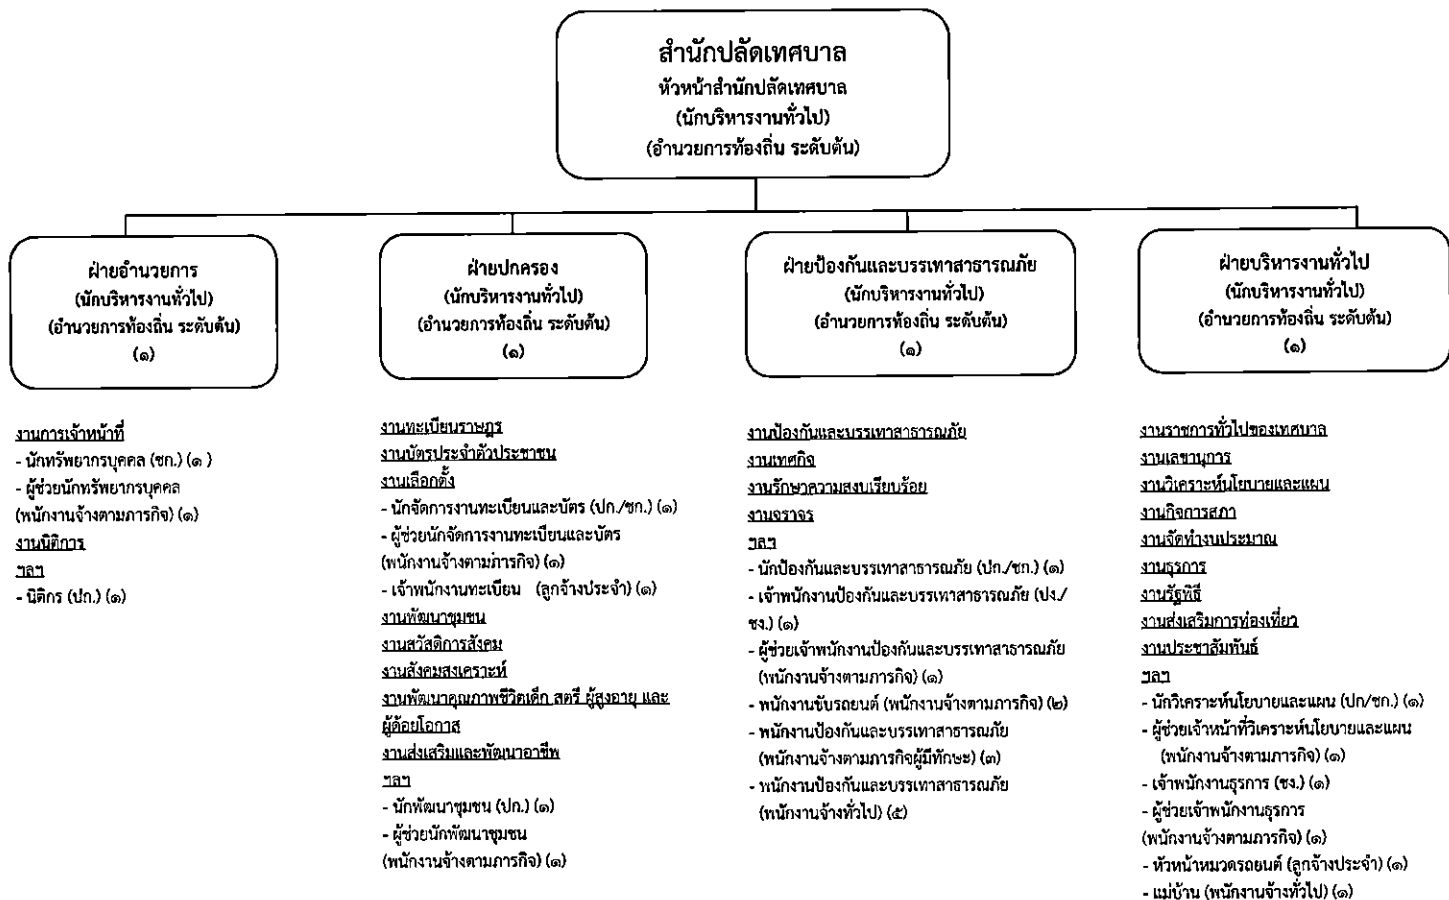 สำนักปลัดเทศบาล
หัวหน้าสำนักปลัดเทศบาล
(นักบริหารงานทั่วไป)
(อำนวยการท้องถิ่น ระดับต้น)
ฝ่ายอำนวยการ
(นักบริหารงานทั่วไป)
(อำนวยการท้องถิ่น ระดับต้น)
(๑)
ฝ่ายปกครอง
(นักบริหารงานทั่วไป)
(อำนวยการท้องถิ่น ระดับต้น)
(๑)
ฝ่ายป้องกันและบรรเทาสาธารณภัย
(นักบริหารงานทั่วไป)
(อำนวยการท้องถิ่น ระดับต้น)
(๑)
ฝ่ายบริหารงานทั่วไป
(นักบริหารงานทั่วไป)
(อำนวยการท้องถิ่น ระดับต้น)
(๑)
งานการเจ้าหน้าที่
- นักทรัพยากรบุคคล (ชก.) (๑ )
- ผู้ช่วยนักทรัพยากรบุคคล
(พนักงานจ้างตามภารกิจ) (๑)
งานนิติการ
ฯลฯ
- นิติกร (ปก.) (๑)
งานทะเบียนราษฎร
งานบัตรประจำตัวประชาชน
งานเลือกตั้ง
- นักจัดการงานทะเบียนและบัตร (ปก./ชก.) (๑)
- ผู้ช่วยนักจัดการงานทะเบียนและบัตร
(พนักงานจ้างตามภารกิจ) (๑)
- เจ้าพนักงานทะเบียน (ลูกจ้างประจำ) (๑)
งานพัฒนาชุมชน
งานสวัสดิการสังคม
งานสังคมสงเคราะห์
งานพัฒนาคุณภาพชีวิตเด็ก สตรี ผู้สูงอายุ และ
ผู้ด้อยโอกาส
งานส่งเสริมและพัฒนาอาชีพ
ฯลฯ
- นักพัฒนาชุมชน (ปก.) (๑)
- ผู้ช่วยนักพัฒนาชุมชน
(พนักงานจ้างตามภารกิจ) (๑)
งานป้องกันและบรรเทาสาธารณภัย
งานเทศกิจ
งานรักษาความสงบเรียบร้อย
งานจราจร
ฯลฯ
- นักป้องกันและบรรเทาสาธารณภัย (ปก./ชก.) (๑)
- เจ้าพนักงานป้องกันและบรรเทาสาธารณภัย (ปง./
ชง.) (๑)
- ผู้ช่วยเจ้าพนักงานป้องกันและบรรเทาสาธารณภัย
(พนักงานจ้างตามภารกิจ) (๑)
- พนักงานขับรถยนต์ (พนักงานจ้างตามภารกิจ) (๒)
- พนักงานป้องกันและบรรเทาสาธารณภัย
(พนักงานจ้างตามภารกิจผู้มีทักษะ) (๓)
- พนักงานป้องกันและบรรเทาสาธารณภัย
(พนักงานจ้างทั่วไป) (๕)
งานราชการทั่วไปของเทศบาล
งานเลขานุการ
งานวิเคราะห์นโยบายและแผน
งานกิจการสภา
งานจัดทำงบประมาณ
งานธุรการ
งานรัฐพิธี
งานส่งเสริมการท่องเที่ยว
งานประชาสัมพันธ์
ฯลฯ
- นักวิเคราะห์นโยบายและแผน (ปก/ชก.) (๑)
- ผู้ช่วยเจ้าหน้าที่วิเคราะห์นโยบายและแผน
(พนักงานจ้างตามภารกิจ) (๑)
- เจ้าพนักงานธุรการ (ชง.) (๑)
- ผู้ช่วยเจ้าพนักงานธุรการ
(พนักงานจ้างตามภารกิจ) (๑)
- หัวหน้าหมวดรถยนต์ (ลูกจ้างประจำ) (๑)
- แม่บ้าน (พนักงานจ้างทั่วไป) (๑)